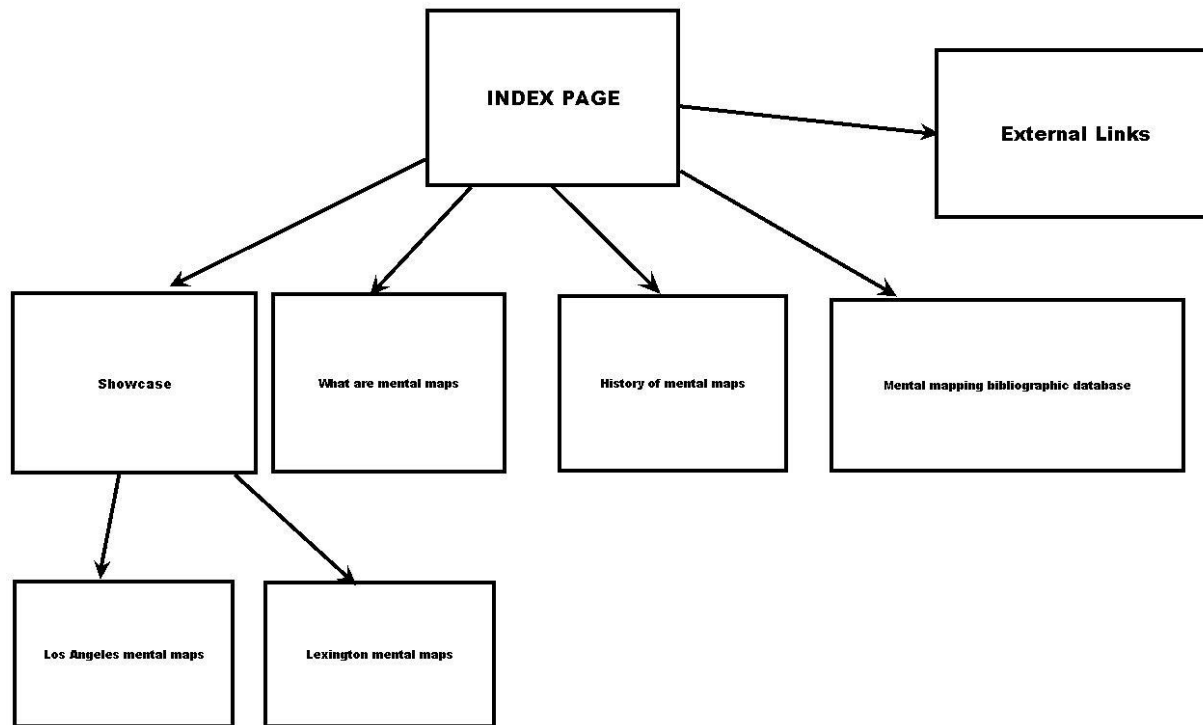 INDEX PAGE
External Links
Showcase
What are mental maps
History of mental maps
Mental mapping bibliographic database
Los Angeles mental maps
Lexington mental maps